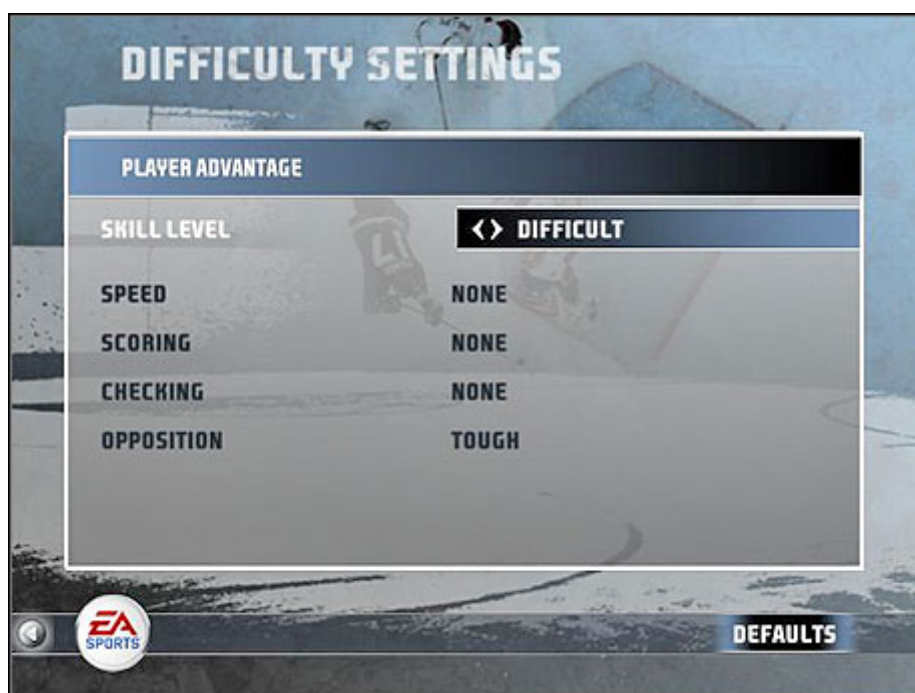 DIFFICULTY SETTINGS
PLAYER ADVANTAGE
SKILL LEVEL <> DIFFICULT
SPEED NONE
SCORING NONE
CHECKING NONE
OPPOSITION TOUGH
EA
SPORTS
DEFAULTS